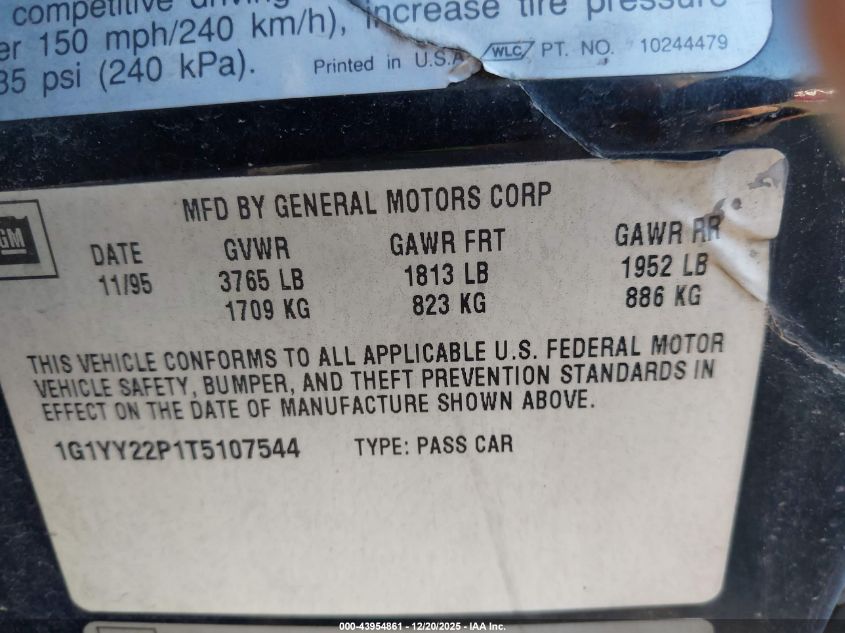 competitive driving
er 150 mph/240 km/h), increase tire pressure
35 psi (240 kPa).
Printed in U.S.A. WLC PT. NO. 10244479
MFD BY GENERAL MOTORS CORP
GM DATE GVWR GAWR FRT GAWR RR
11/95 3765 LB 1813 LB 1952 LB
1709 KG 823 KG 886 KG
THIS VEHICLE CONFORMS TO ALL APPLICABLE U.S. FEDERAL MOTOR
VEHICLE SAFETY, BUMPER, AND THEFT PREVENTION STANDARDS IN
EFFECT ON THE DATE OF MANUFACTURE SHOWN ABOVE.
1G1YY22P1T5107544 TYPE: PASS CAR
000-43954861 - 12/20/2025 - IAA Inc.